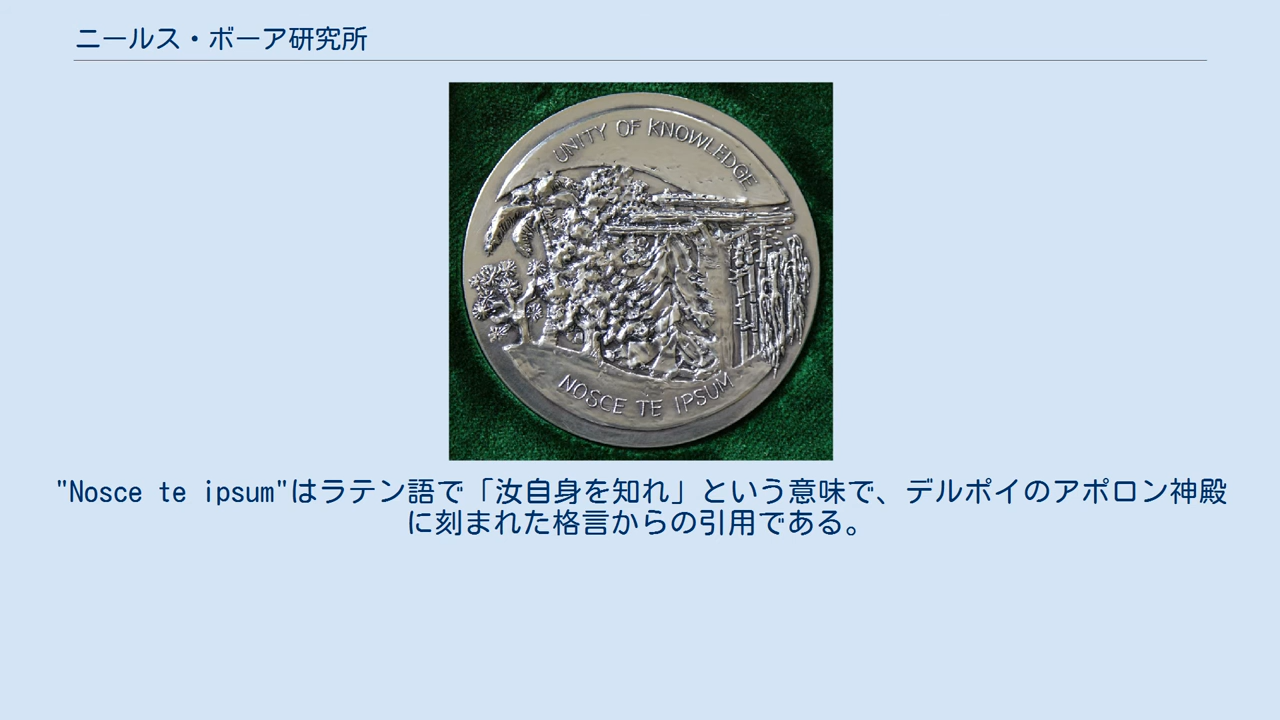 ニールス・ボーア研究所
UNITY OF KNOWLEDGE
NOSCE TE IPSUM
"Nosce te ipsum"はラテン語で「汝自身を知れ」という意味で、デルポイのアポロン神殿
に刻まれた格言からの引用である。